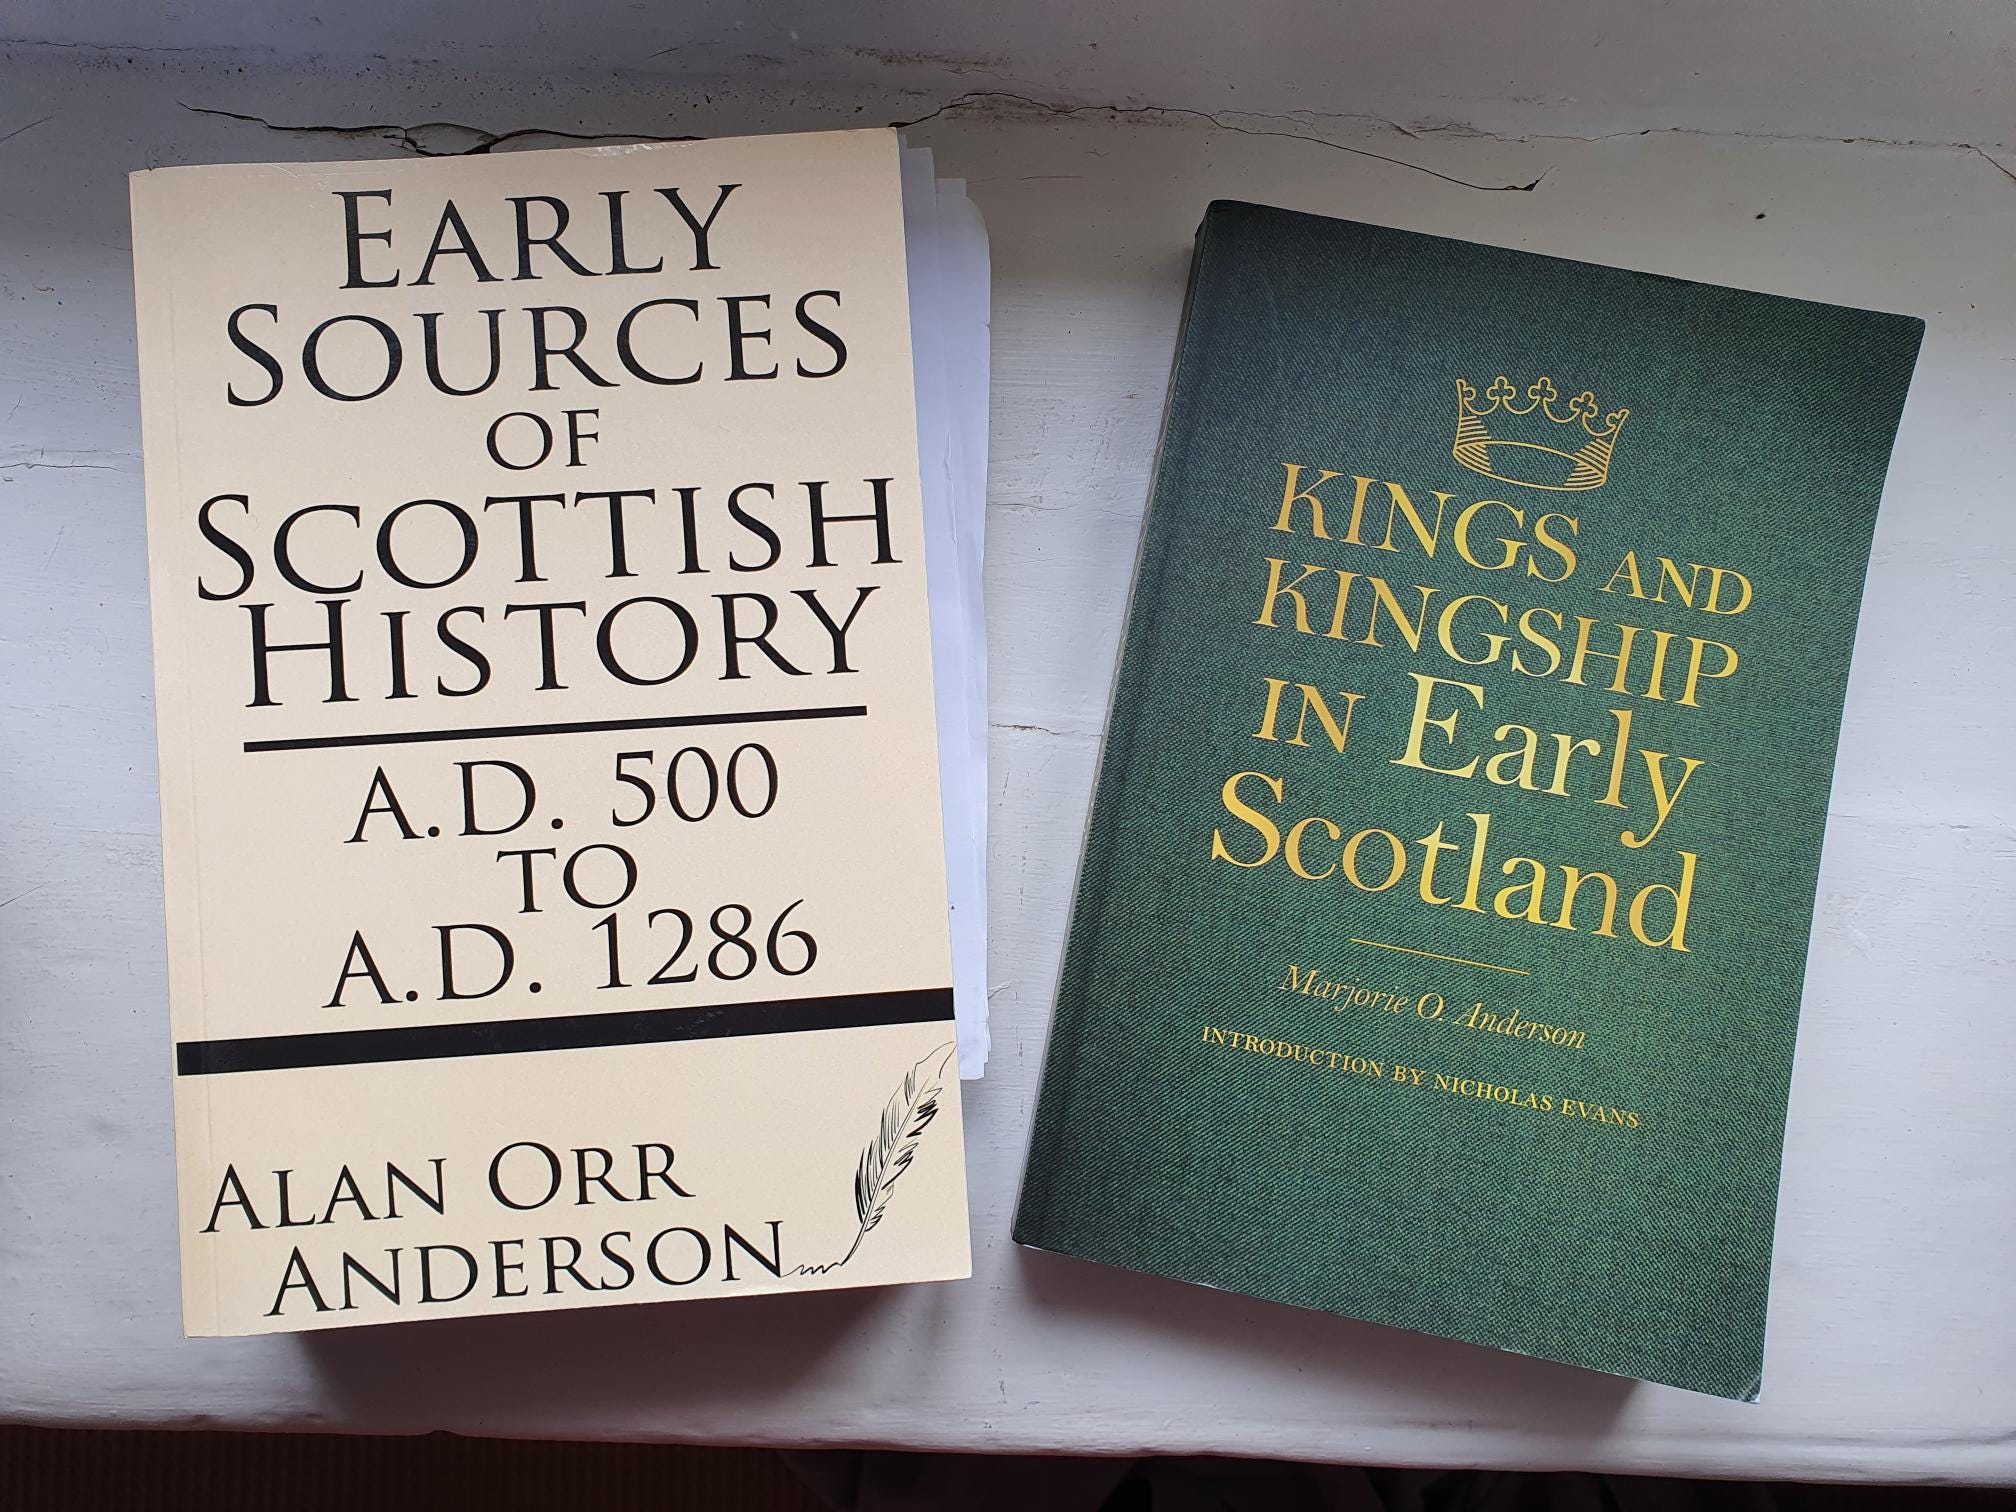 EARLY
SOURCES
OF
SCOTTISH
HISTORY
A.D. 500
TO
A.D. 1286
ALAN ORR
ANDERSON
KINGS AND
KINGSHIP
IN Early
Scotland
Marjorie O. Anderson
INTRODUCTION BY NICHOLAS EVANS